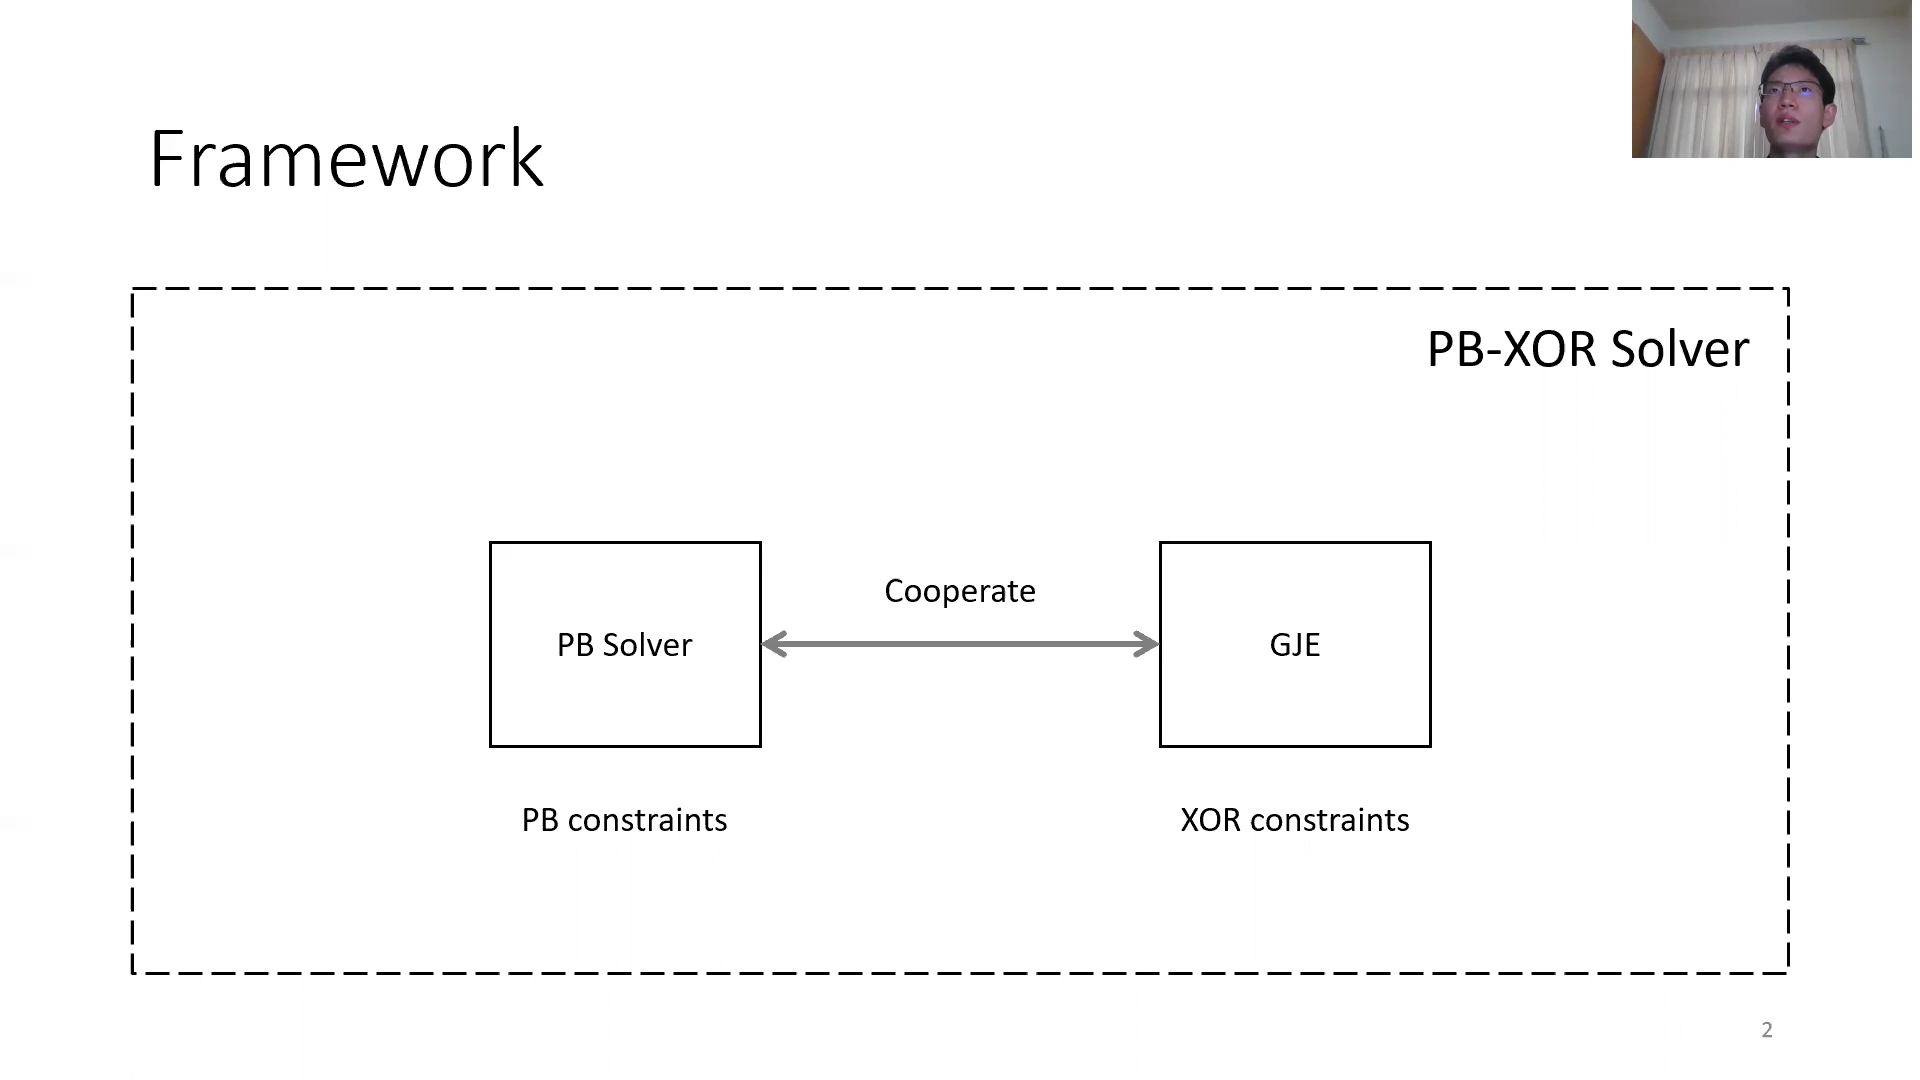 Framework
PB-XOR Solver
Cooperate
PB Solver
GJE
PB constraints
XOR constraints
2